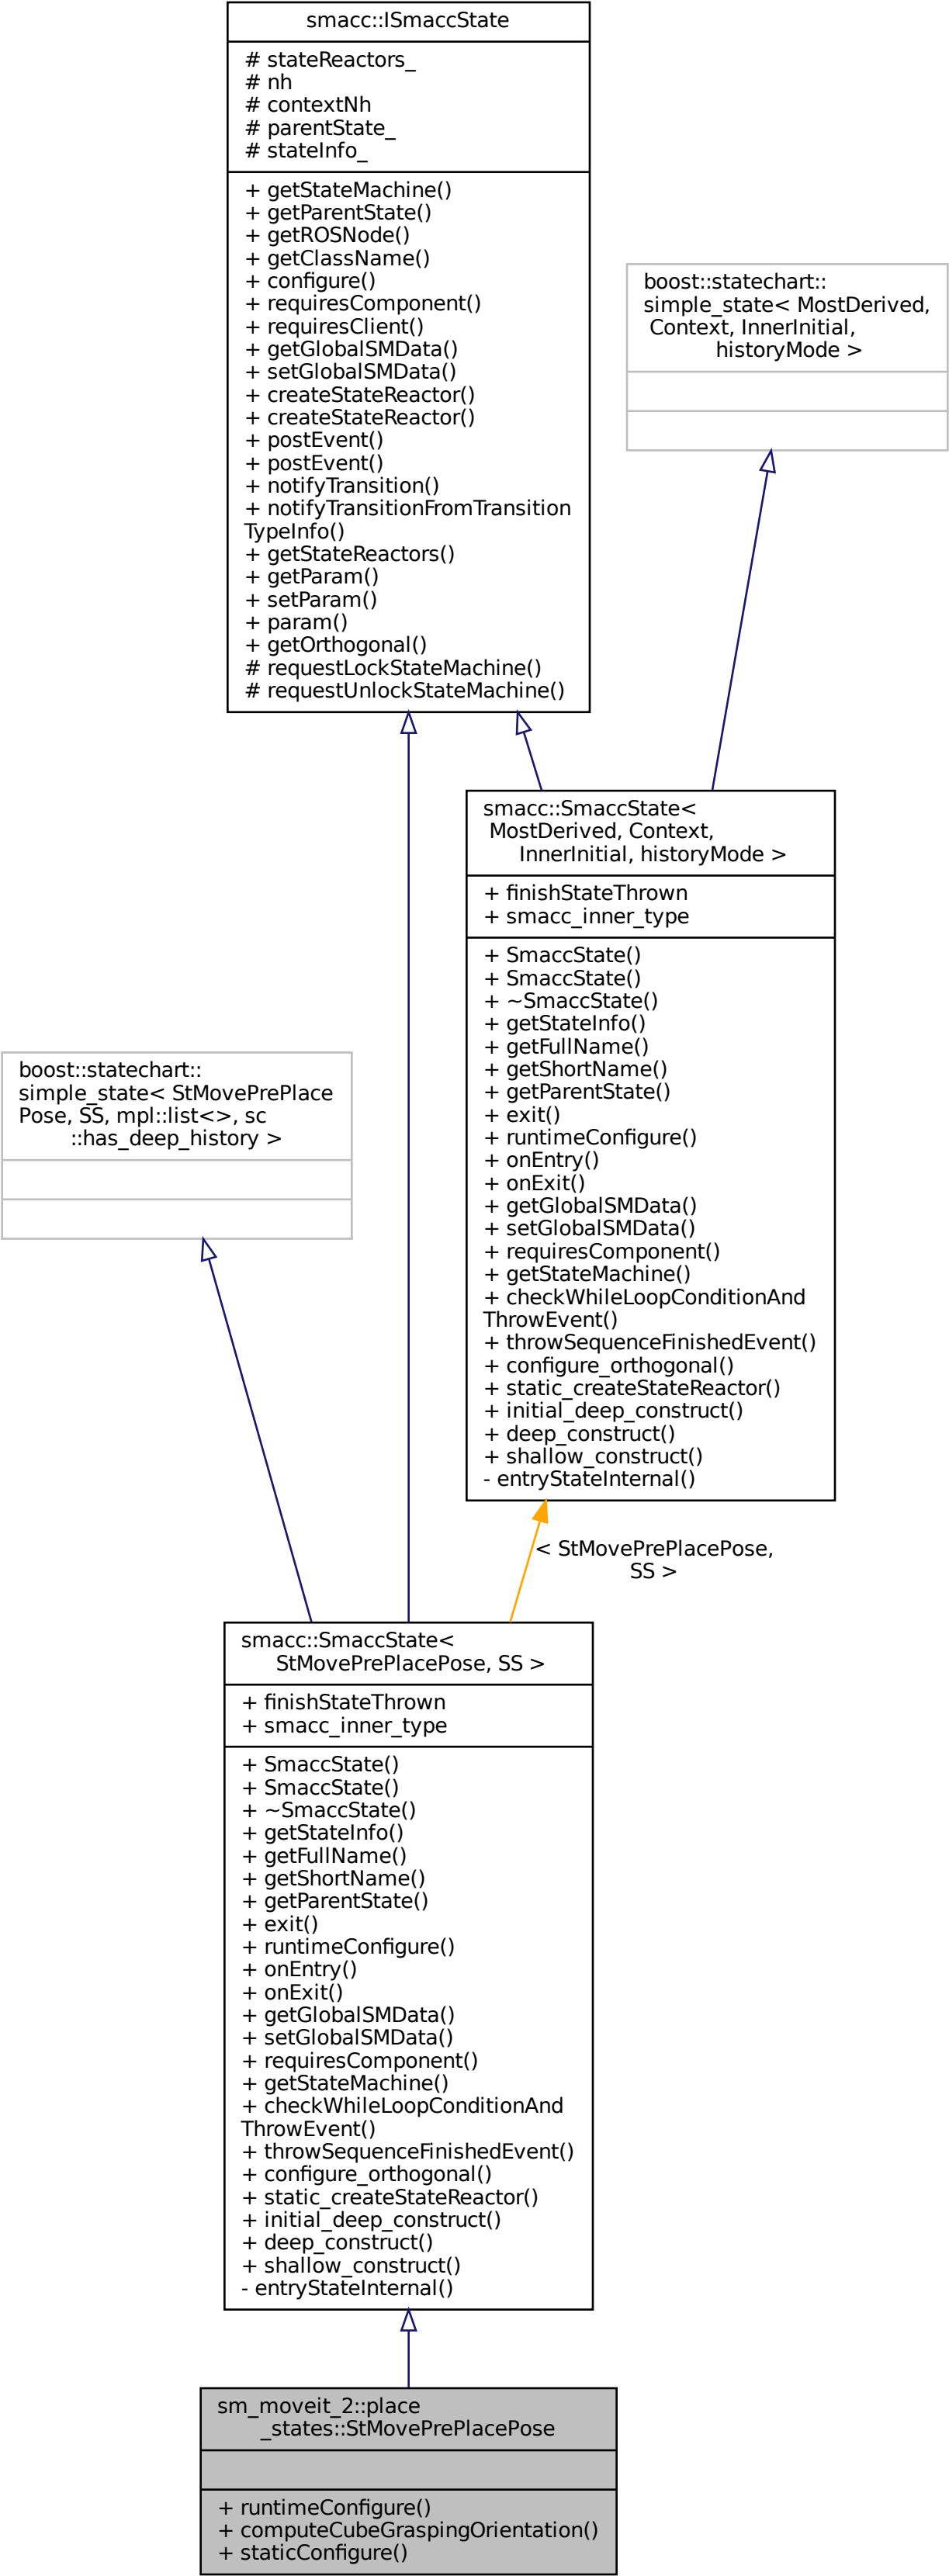 smacc::ISmaccState
# stateReactors_
# nh
# contextNh
# parentState_
# stateInfo_
+ getStateMachine()
+ getParentState()
+ getROSNode()
+ getClassName()
+ configure()
+ requiresComponent()
+ requiresClient()
+ getGlobalSMData()
+ setGlobalSMData()
+ createStateReactor()
+ createStateReactor()
+ postEvent()
+ postEvent()
+ notifyTransition()
+ notifyTransitionFromTransition
TypeInfo()
+ getStateReactors()
+ getParam()
+ setParam()
+ param()
+ getOrthogonal()
# requestLockStateMachine()
# requestUnlockStateMachine()
boost::statechart::
simple_state< MostDerived,
Context, InnerInitial,
historyMode >
smacc::SmaccState<
MostDerived, Context,
InnerInitial, historyMode >
+ finishStateThrown
+ smacc_inner_type
+ SmaccState()
+ SmaccState()
+ ~SmaccState()
+ getStateInfo()
+ getFullName()
+ getShortName()
+ getParentState()
+ exit()
+ runtimeConfigure()
+ onEntry()
+ onExit()
+ getGlobalSMData()
+ setGlobalSMData()
+ requiresComponent()
+ getStateMachine()
+ checkWhileLoopConditionAnd
ThrowEvent()
+ throwSequenceFinishedEvent()
+ configure_orthogonal()
+ static_createStateReactor()
+ initial_deep_construct()
+ deep_construct()
+ shallow_construct()
- entryStateInternal()
boost::statechart::
simple_state< StMovePrePlace
Pose, SS, mpl::list<>, sc
::has_deep_history >
< StMovePrePlacePose,
SS >
smacc::SmaccState<
StMovePrePlacePose, SS >
+ finishStateThrown
+ smacc_inner_type
+ SmaccState()
+ SmaccState()
+ ~SmaccState()
+ getStateInfo()
+ getFullName()
+ getShortName()
+ getParentState()
+ exit()
+ runtimeConfigure()
+ onEntry()
+ onExit()
+ getGlobalSMData()
+ setGlobalSMData()
+ requiresComponent()
+ getStateMachine()
+ checkWhileLoopConditionAnd
ThrowEvent()
+ throwSequenceFinishedEvent()
+ configure_orthogonal()
+ static_createStateReactor()
+ initial_deep_construct()
+ deep_construct()
+ shallow_construct()
- entryStateInternal()
sm_moveit_2::place
_states::StMovePrePlacePose
+ runtimeConfigure()
+ computeCubeGraspingOrientation()
+ staticConfigure()